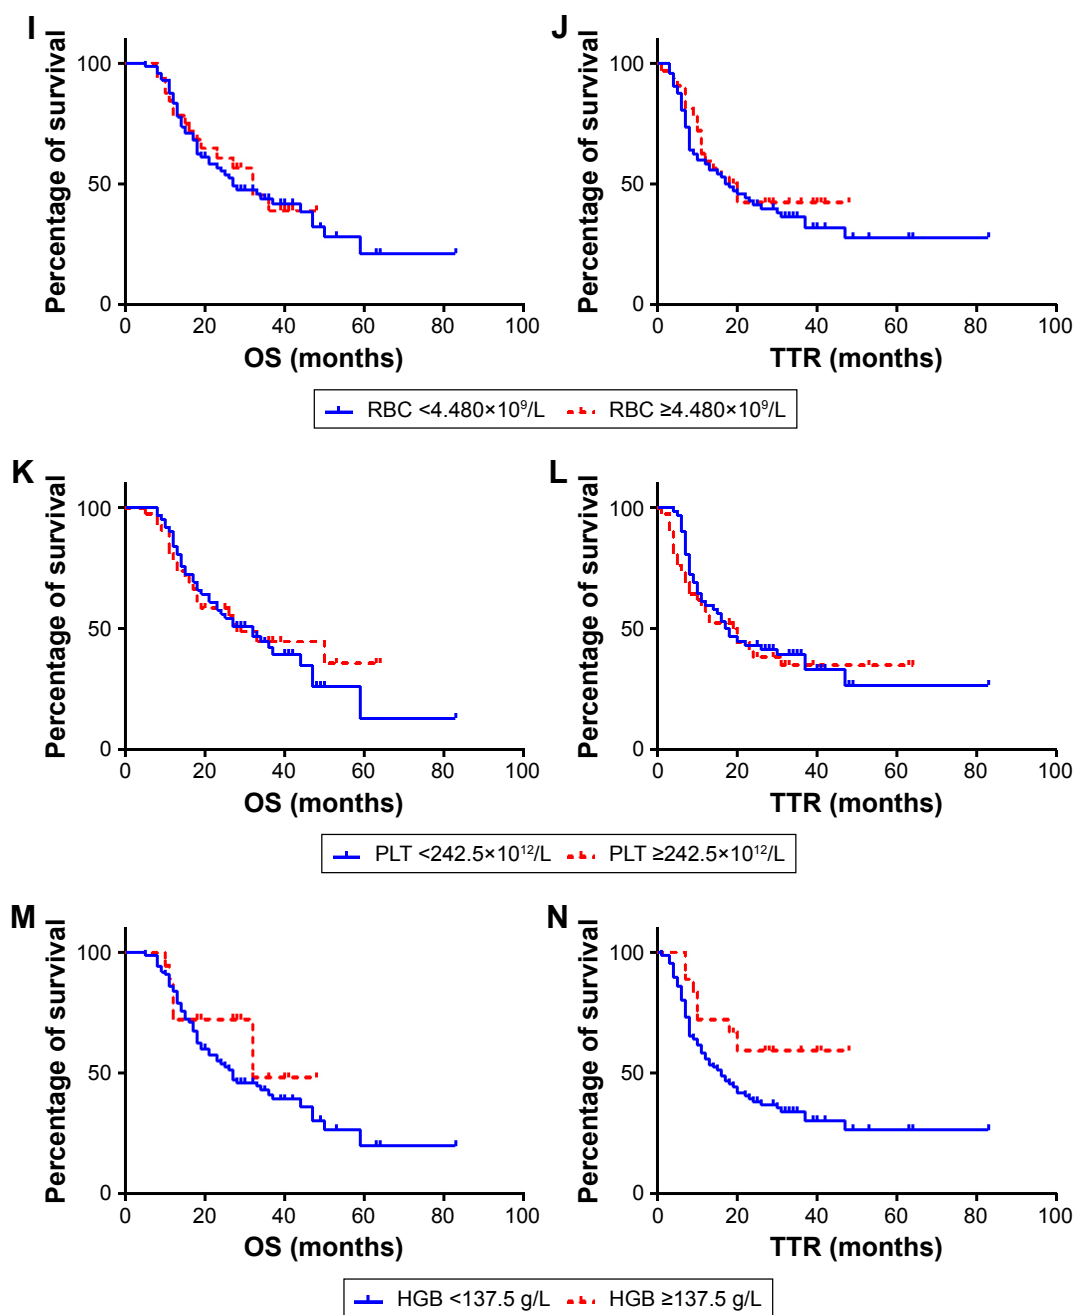 I
Percentage of survival
100
50
0
0 20 40 60 80 100
OS (months)
J
Percentage of survival
100
50
0
0 20 40 60 80 100
TTR (months)
RBC <4.480×10⁹/L RBC ≥4.480×10⁹/L
K
Percentage of survival
100
50
0
0 20 40 60 80 100
OS (months)
L
Percentage of survival
100
50
0
0 20 40 60 80 100
TTR (months)
PLT <242.5×10¹²/L PLT ≥242.5×10¹²/L
M
Percentage of survival
100
50
0
0 20 40 60 80 100
OS (months)
N
Percentage of survival
100
50
0
0 20 40 60 80 100
TTR (months)
HGB <137.5 g/L HGB ≥137.5 g/L